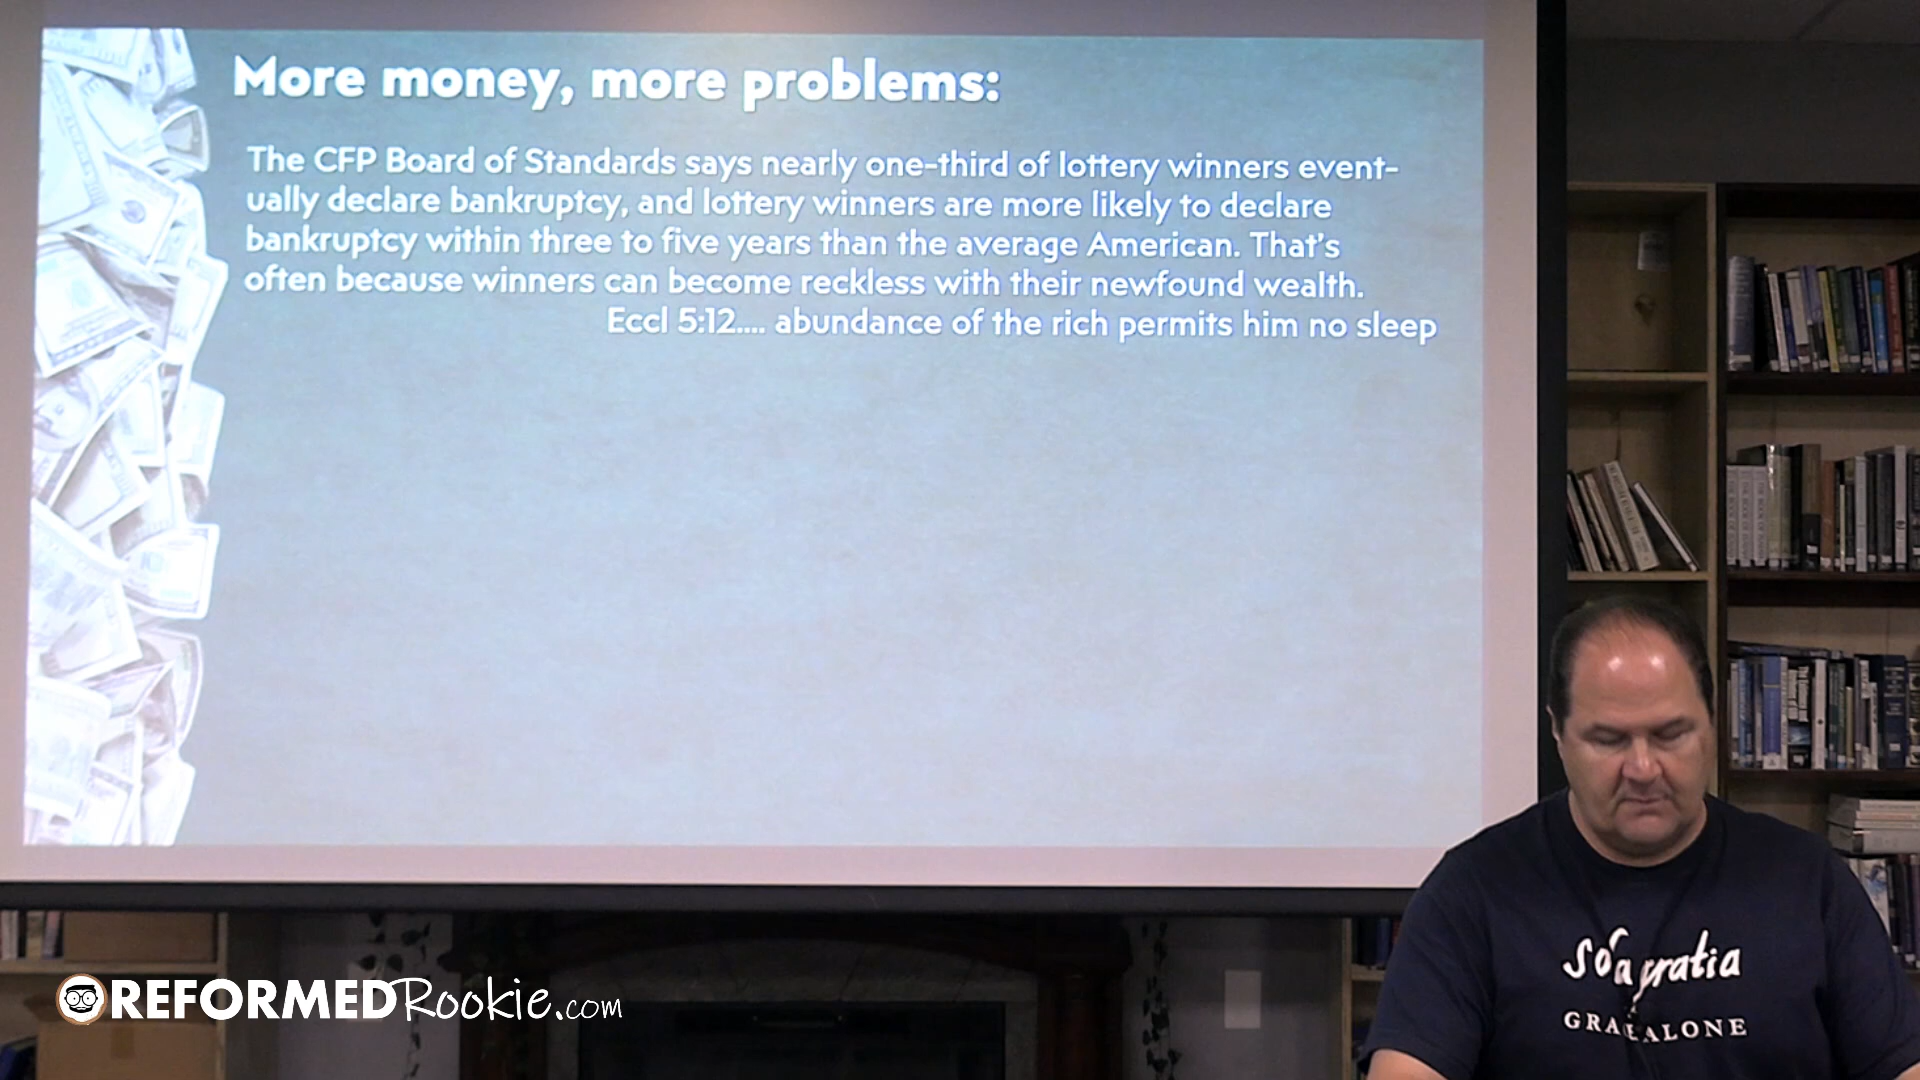 More money, more problems:
The CFP Board of Standards says nearly one-third of lottery winners event-
ually declare bankruptcy, and lottery winners are more likely to declare
bankruptcy within three to five years than the average American. That's
often because winners can become reckless with their newfound wealth.
Eccl 5:12.... abundance of the rich permits him no sleep
sola gratia
GRACE ALONE
REFORMEDRookie.com